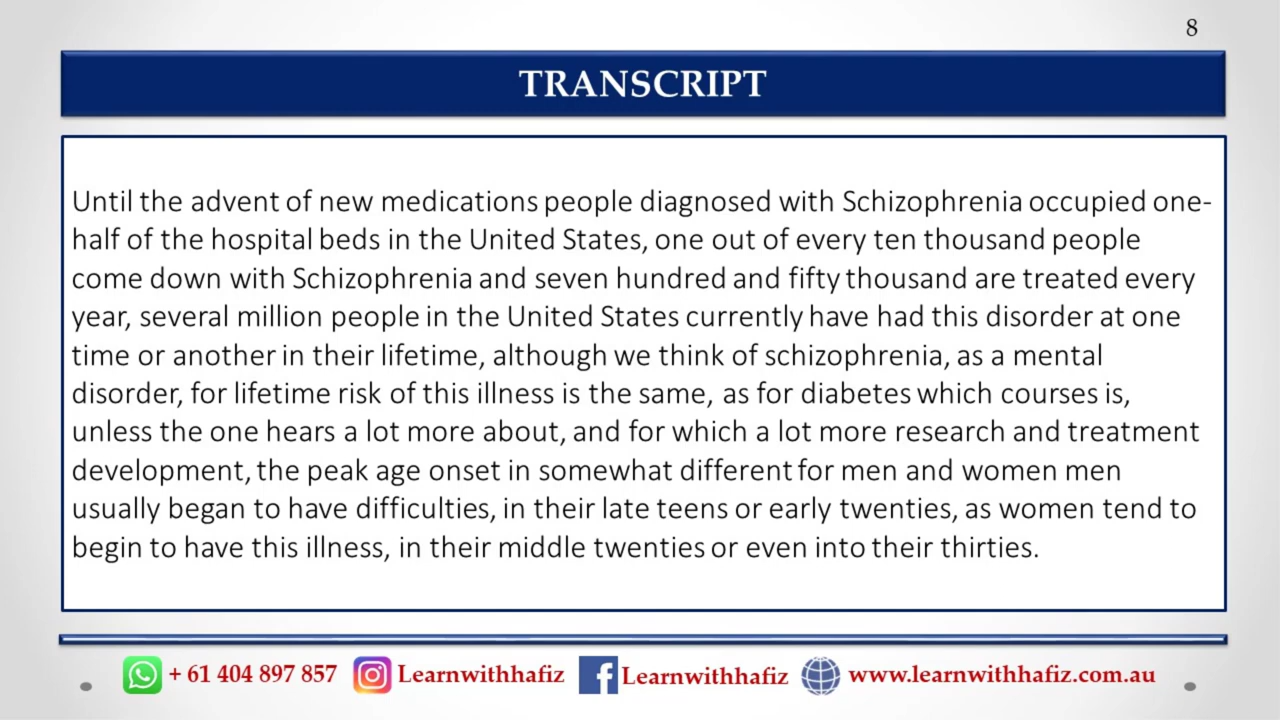 8
TRANSCRIPT
Until the advent of new medications people diagnosed with Schizophrenia occupied one-
half of the hospital beds in the United States, one out of every ten thousand people
come down with Schizophrenia and seven hundred and fifty thousand are treated every
year, several million people in the United States currently have had this disorder at one
time or another in their lifetime, although we think of schizophrenia, as a mental
disorder, for lifetime risk of this illness is the same, as for diabetes which courses is,
unless the one hears a lot more about, and for which a lot more research and treatment
development, the peak age onset in somewhat different for men and women men
usually began to have difficulties, in their late teens or early twenties, as women tend to
begin to have this illness, in their middle twenties or even into their thirties.
+ 61 404 897 857 Learnwithhafiz Learnwithhafiz www.learnwithhafiz.com.au